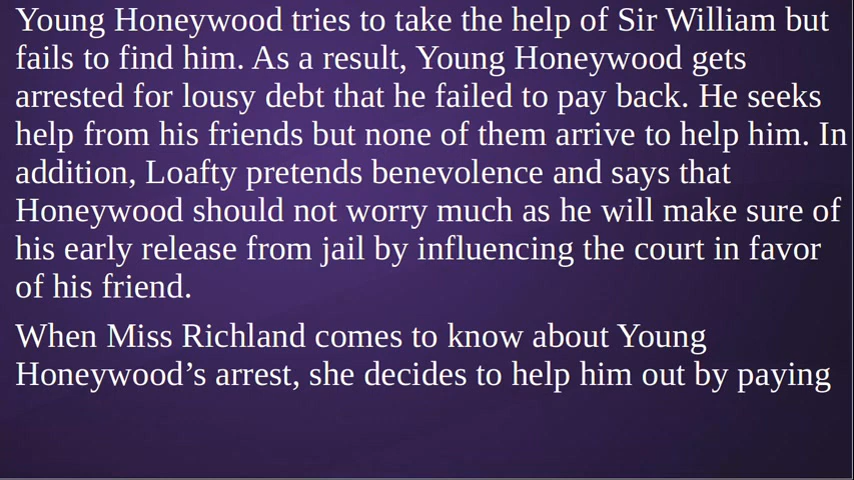 Young Honeywood tries to take the help of Sir William but
fails to find him. As a result, Young Honeywood gets
arrested for lousy debt that he failed to pay back. He seeks
help from his friends but none of them arrive to help him. In
addition, Loafty pretends benevolence and says that
Honeywood should not worry much as he will make sure of
his early release from jail by influencing the court in favor
of his friend.
When Miss Richland comes to know about Young
Honeywood’s arrest, she decides to help him out by paying